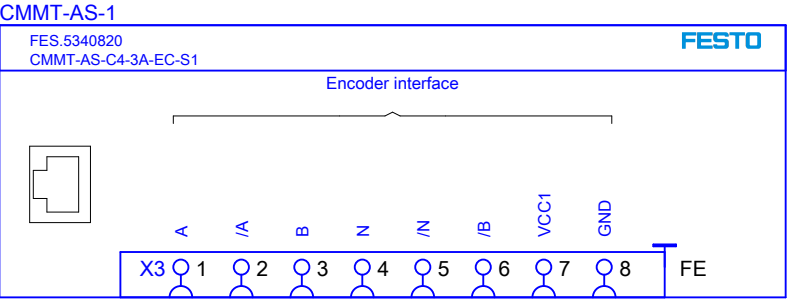 CMMT-AS-1
FES.5340820
CMMT-AS-C4-3A-EC-S1
FESTO
Encoder interface
A /A B N /N /B VCC1 GND
X3 1 2 3 4 5 6 7 8 FE